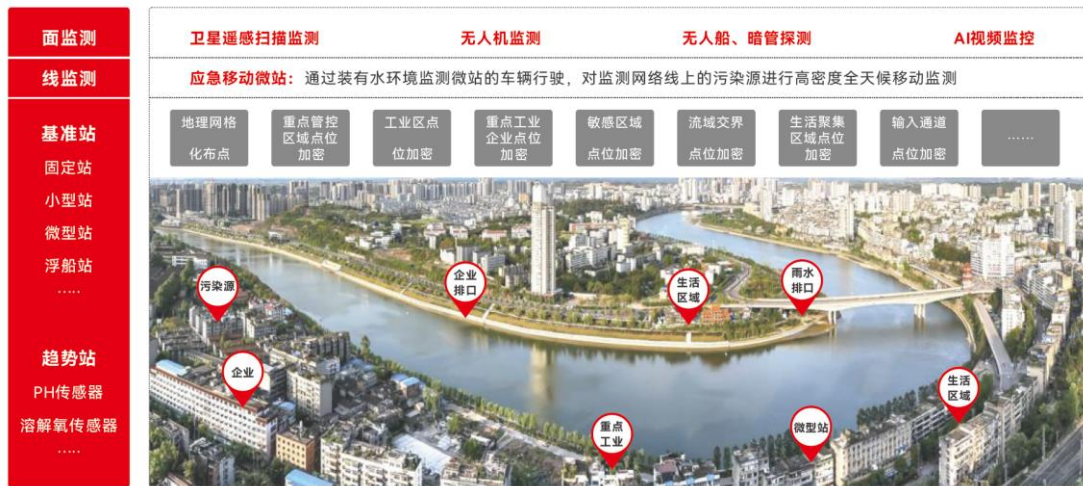 面监测
卫星遥感扫描监测
无人机监测
无人船、暗管探测
AI视频监控
线监测
应急移动微站：通过装有水环境监测微站的车辆行驶，对监测网络线上的污染源进行高密度全天候移动监测
基准站
固定站
小型站
微型站
浮船站
.....
趋势站
PH传感器
溶解氧传感器
.....
地理网格
化布点
重点管控
区域点位
加密
工业区点
位加密
重点工业
企业点位
加密
敏感区域
点位加密
流域交界
点位加密
生活聚集
区域点位
加密
输入通道
点位加密
......
污染源
企业
排口
生活
区域
雨水
排口
企业
重点
工业
微型站
生活
区域